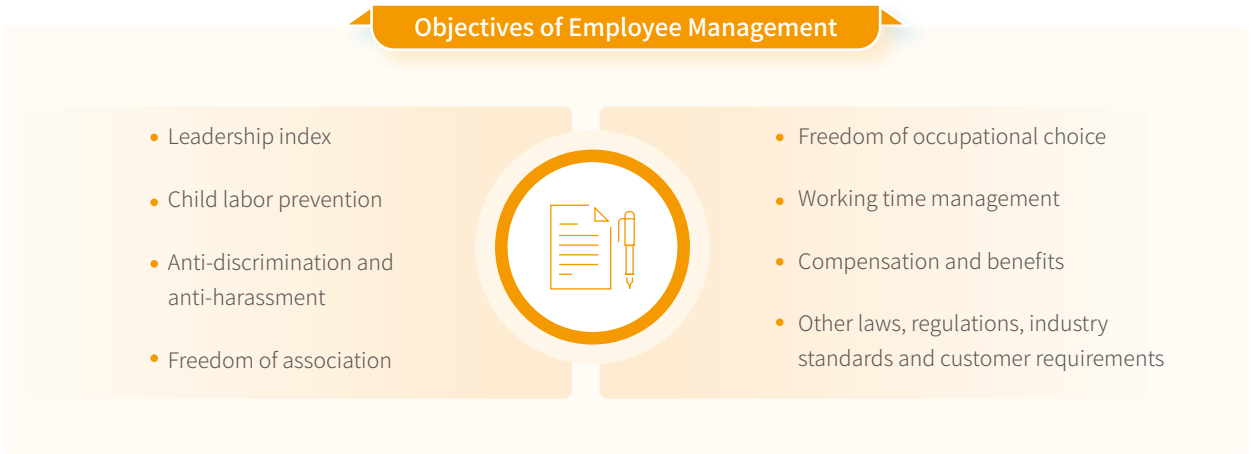 Objectives of Employee Management
Leadership index
Child labor prevention
Anti-discrimination and
anti-harassment
Freedom of association
Freedom of occupational choice
Working time management
Compensation and benefits
Other laws, regulations, industry
standards and customer requirements